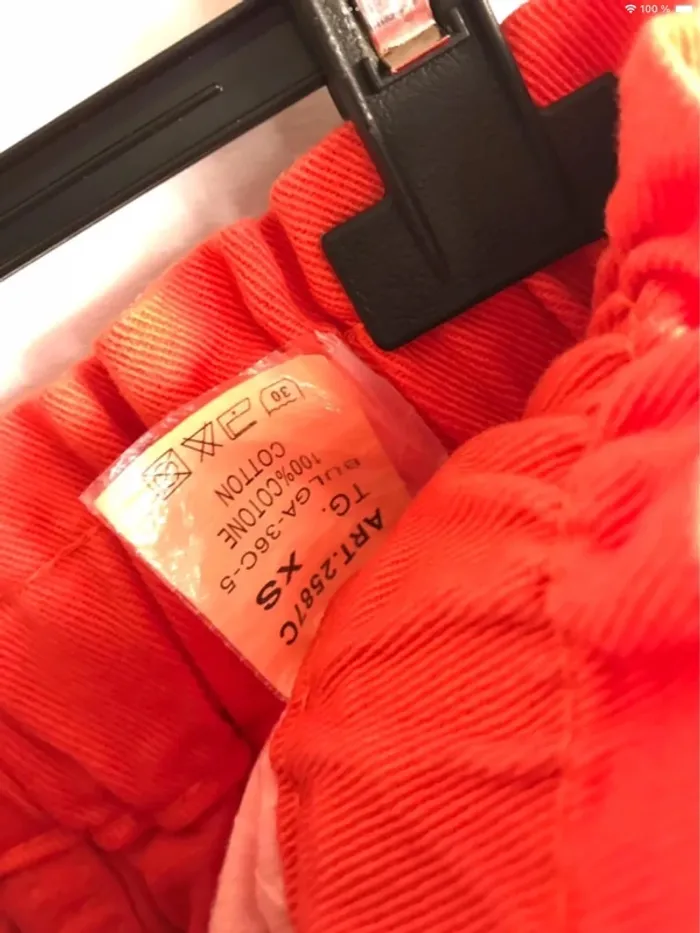 100 %
ART.2587C
TG. XS
BULGA-36C-5
100%COTONE
COTTON
30